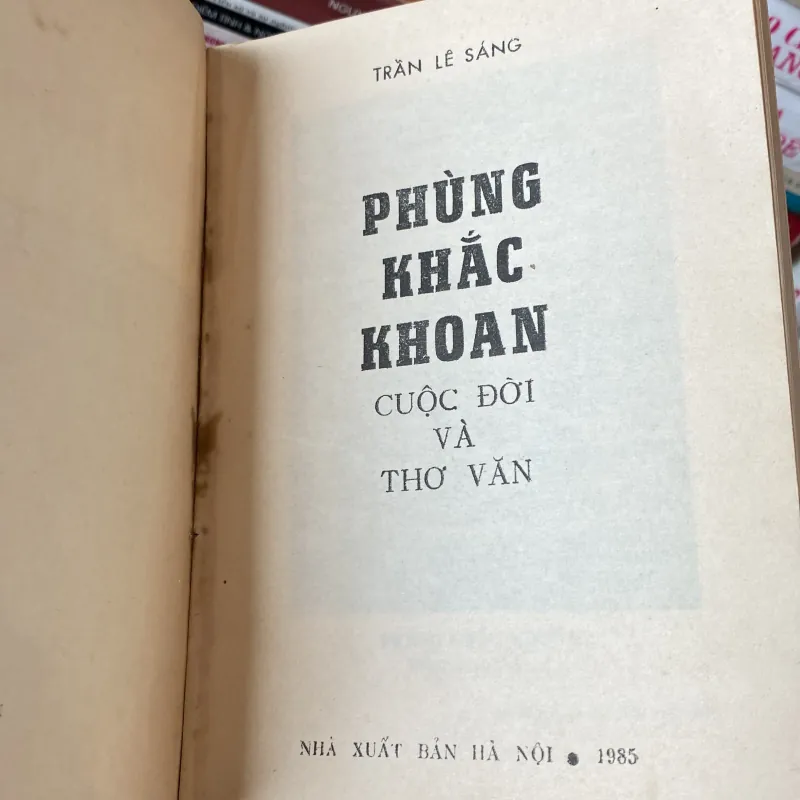 TRẦN LÊ SÁNG
PHÙNG
KHẮC
KHOAN
CUỘC ĐỜI
VÀ
THƠ VĂN
NHÀ XUẤT BẢN HÀ NỘI • 1985